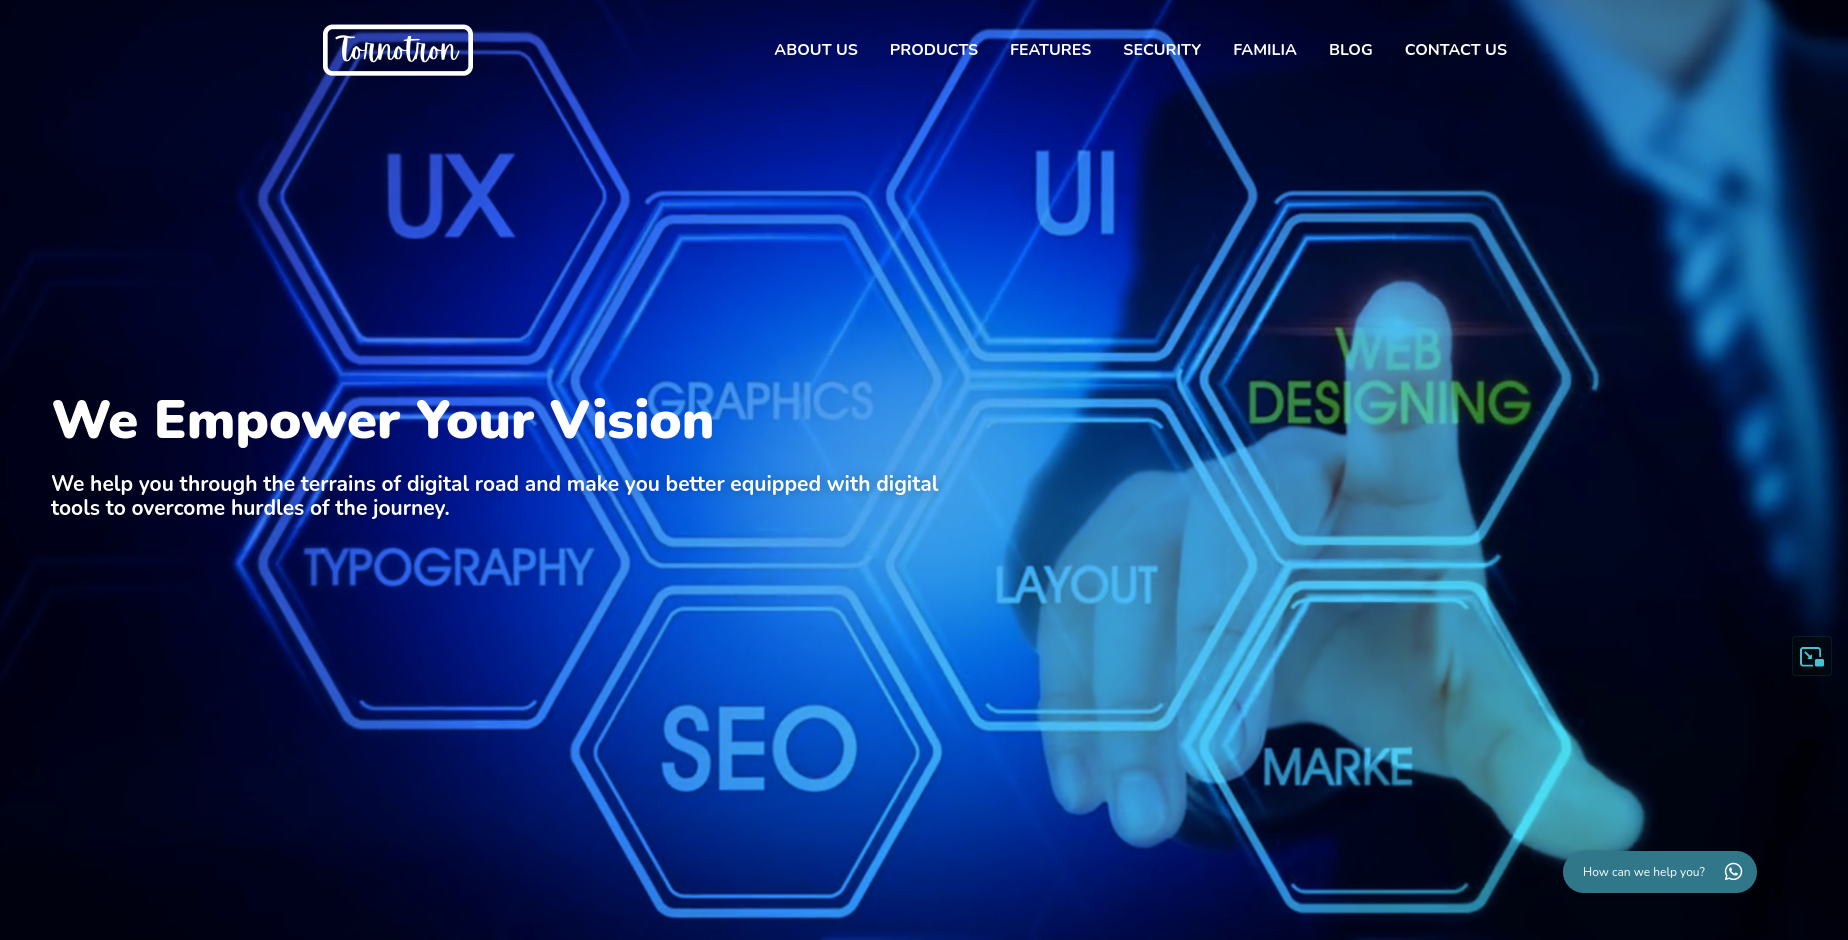 Tornotron
ABOUT US PRODUCTS FEATURES SECURITY FAMILIA BLOG CONTACT US
UX
UI
WEB
DESIGNING
GRAPHICS
We Empower Your Vision
We help you through the terrains of digital road and make you better equipped with digital
tools to overcome hurdles of the journey.
TYPOGRAPHY
LAYOUT
SEO
MARKE
How can we help you?